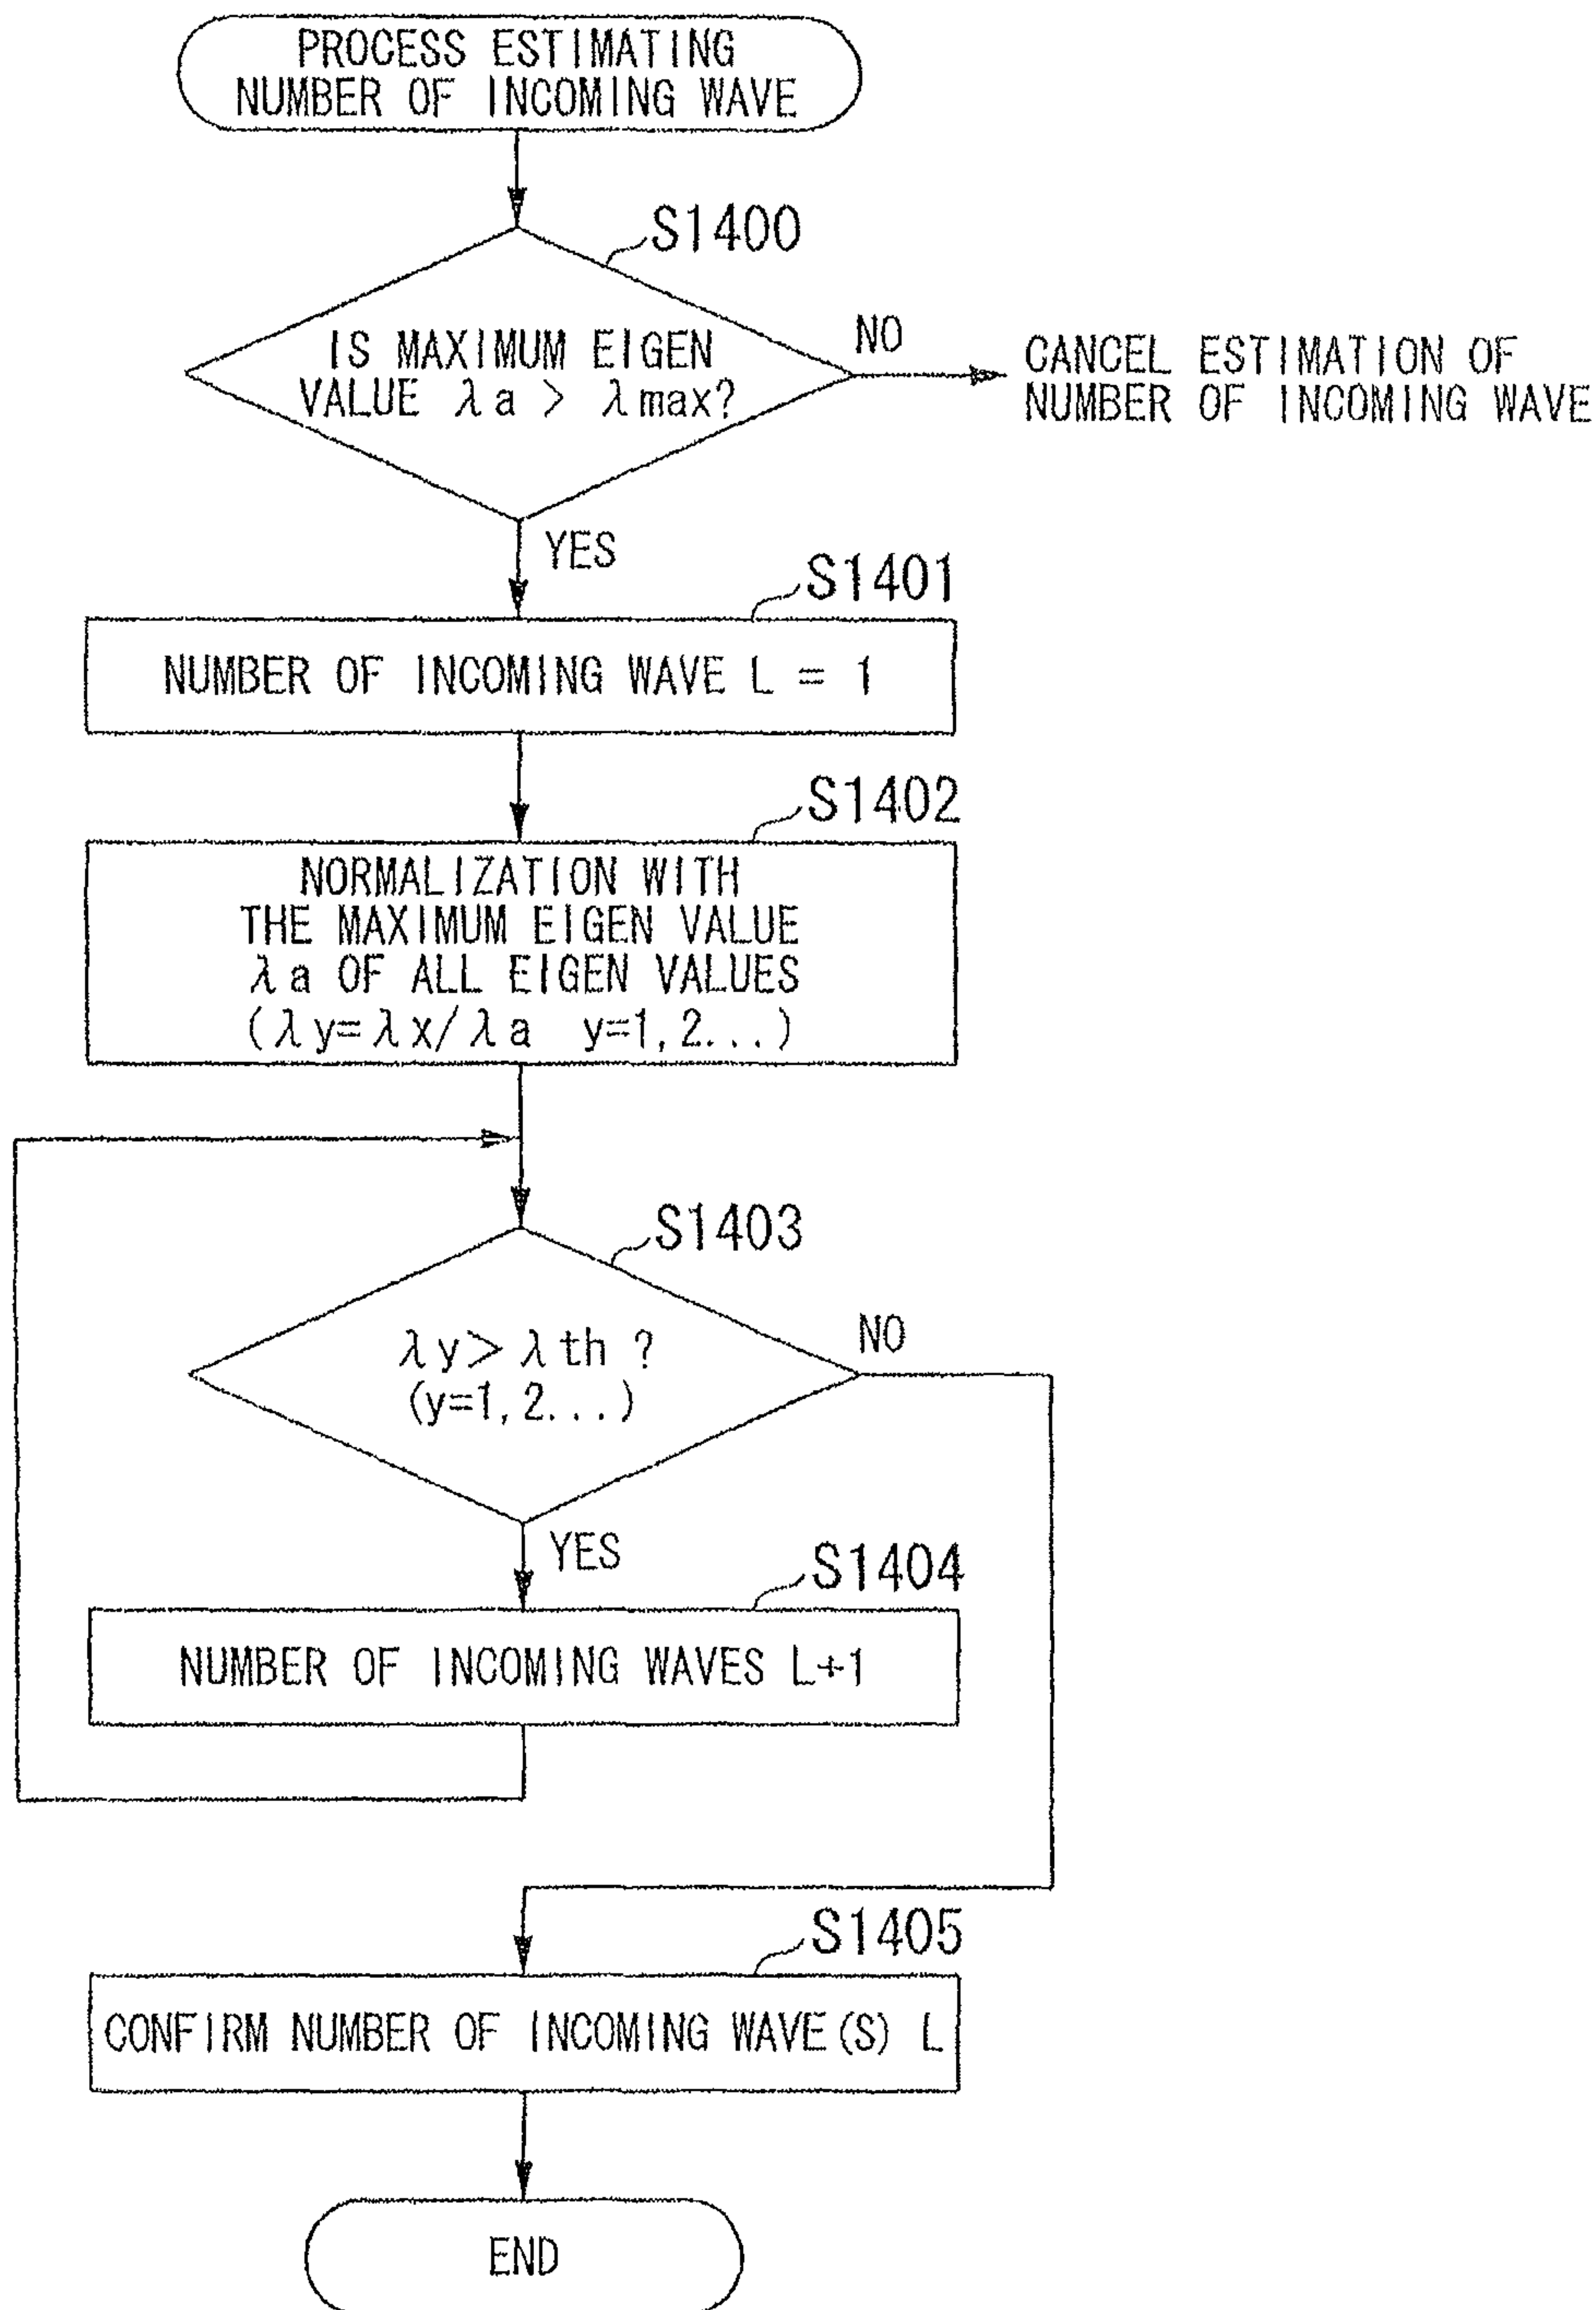 PROCESS ESTIMATING
NUMBER OF INCOMING WAVE
S1400
IS MAXIMUM EIGEN
VALUE λa > λmax?
NO
CANCEL ESTIMATION OF
NUMBER OF INCOMING WAVE
YES
S1401
NUMBER OF INCOMING WAVE L = 1
S1402
NORMALIZATION WITH
THE MAXIMUM EIGEN VALUE
λa OF ALL EIGEN VALUES
(λy=λx/λa y=1,2...)
S1403
λy> λth ?
(y=1,2...)
NO
YES
S1404
NUMBER OF INCOMING WAVES L+1
S1405
CONFIRM NUMBER OF INCOMING WAVE(S) L
END